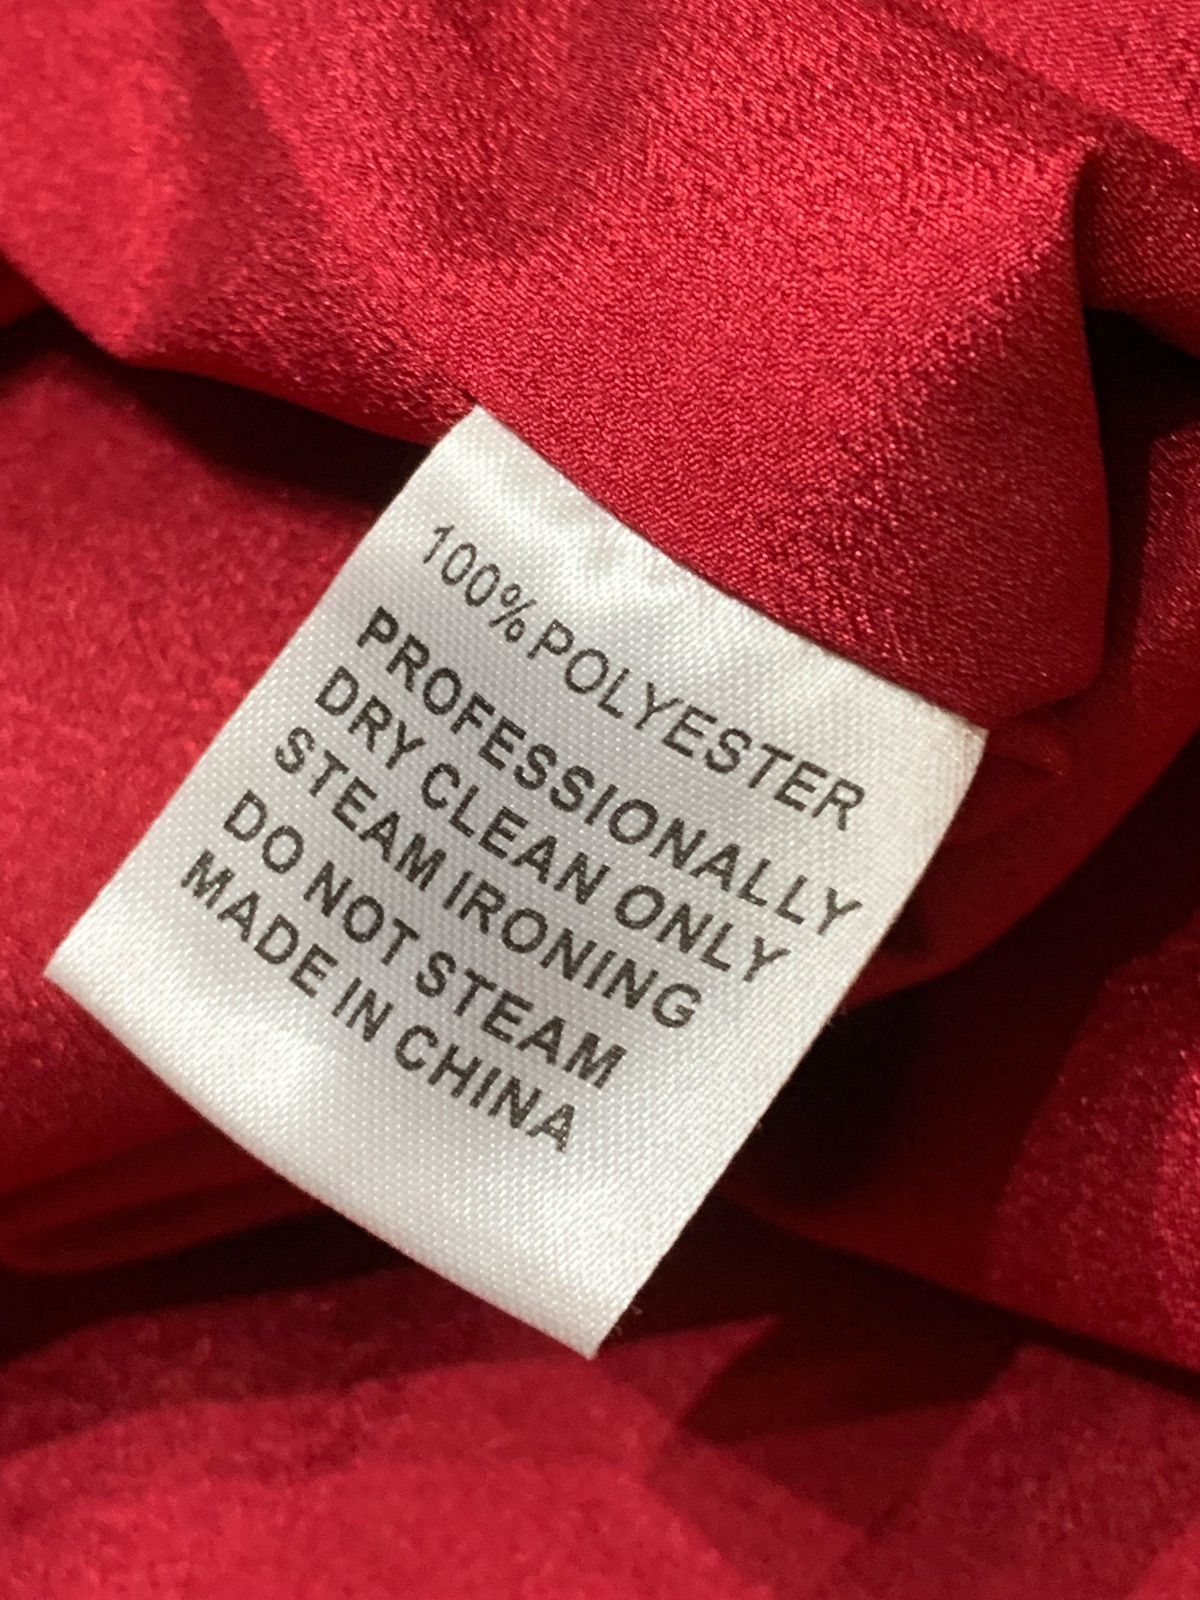 100% POLYESTER
PROFESSIONALLY
DRY CLEAN ONLY
STEAM IRONING
DO NOT STEAM
MADE IN CHINA